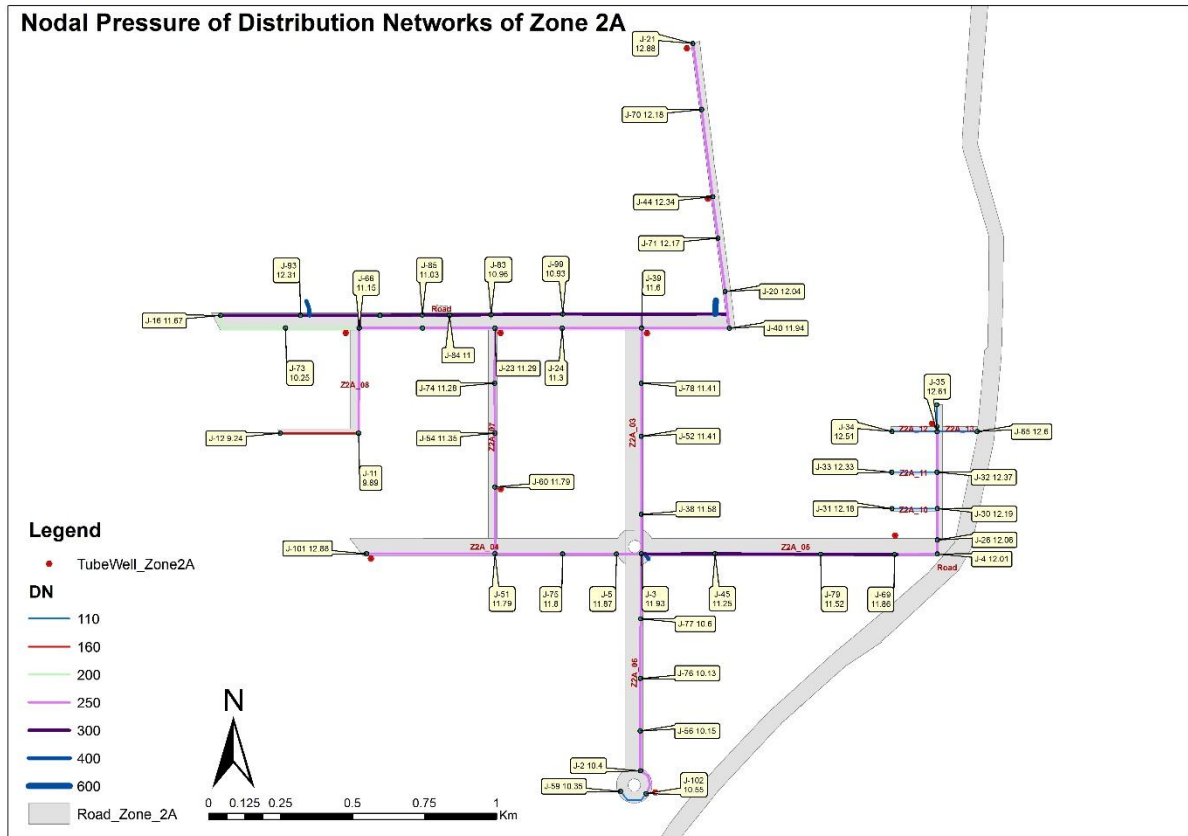 Nodal Pressure of Distribution Networks of Zone 2A
J-21
12.88
J-70 12.18
J-44 12.34
J-71 12.17
J-20 12.04
J-40 11.94
J-93
12.31
J-66
11.15
J-85
11.03
J-83
10.96
J-99
10.93
J-39
11.6
J-16 11.67
Road
J-84 11
J-73
10.25
J-23 11.29
J-24
11.3
Z2A_08
J-74 11.28
J-78 11.41
J-12 9.24
J-54 11.35
Z2A_07
Z2A_03
J-52 11.41
J-11
9.89
J-60 11.79
J-38 11.58
J-35
12.61
J-34
12.51
Z2A_12
Z2A_13
J-65 12.6
J-33 12.33
Z2A_11
J-32 12.37
J-31 12.18
Z2A_10
J-30 12.19
J-26 12.06
J-4 12.01
Road
J-101 12.88
Z2A_04
Z2A_05
J-51
11.79
J-75
11.8
J-5
11.87
J-3
11.93
J-45
11.25
J-79
11.52
J-69
11.86
J-77 10.6
Z2A_06
J-76 10.13
J-56 10.15
J-2 10.4
J-59 10.35
J-102
10.55
Legend
TubeWell_Zone2A
DN
110
160
200
250
300
400
600
Road_Zone_2A
N
0 0.125 0.25 0.5 0.75 1
Km